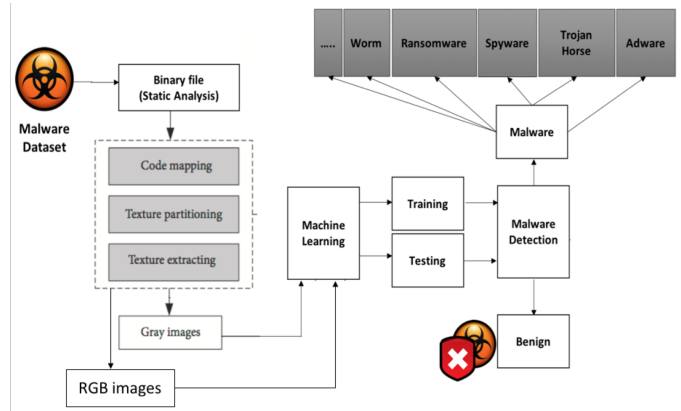 .....
Worm
Ransomware
Spyware
Trojan
Horse
Adware
Malware
Dataset
Binary file
(Static Analysis)
Code mapping
Texture partitioning
Texture extracting
Gray images
RGB images
Machine
Learning
Training
Testing
Malware
Malware
Detection
Benign